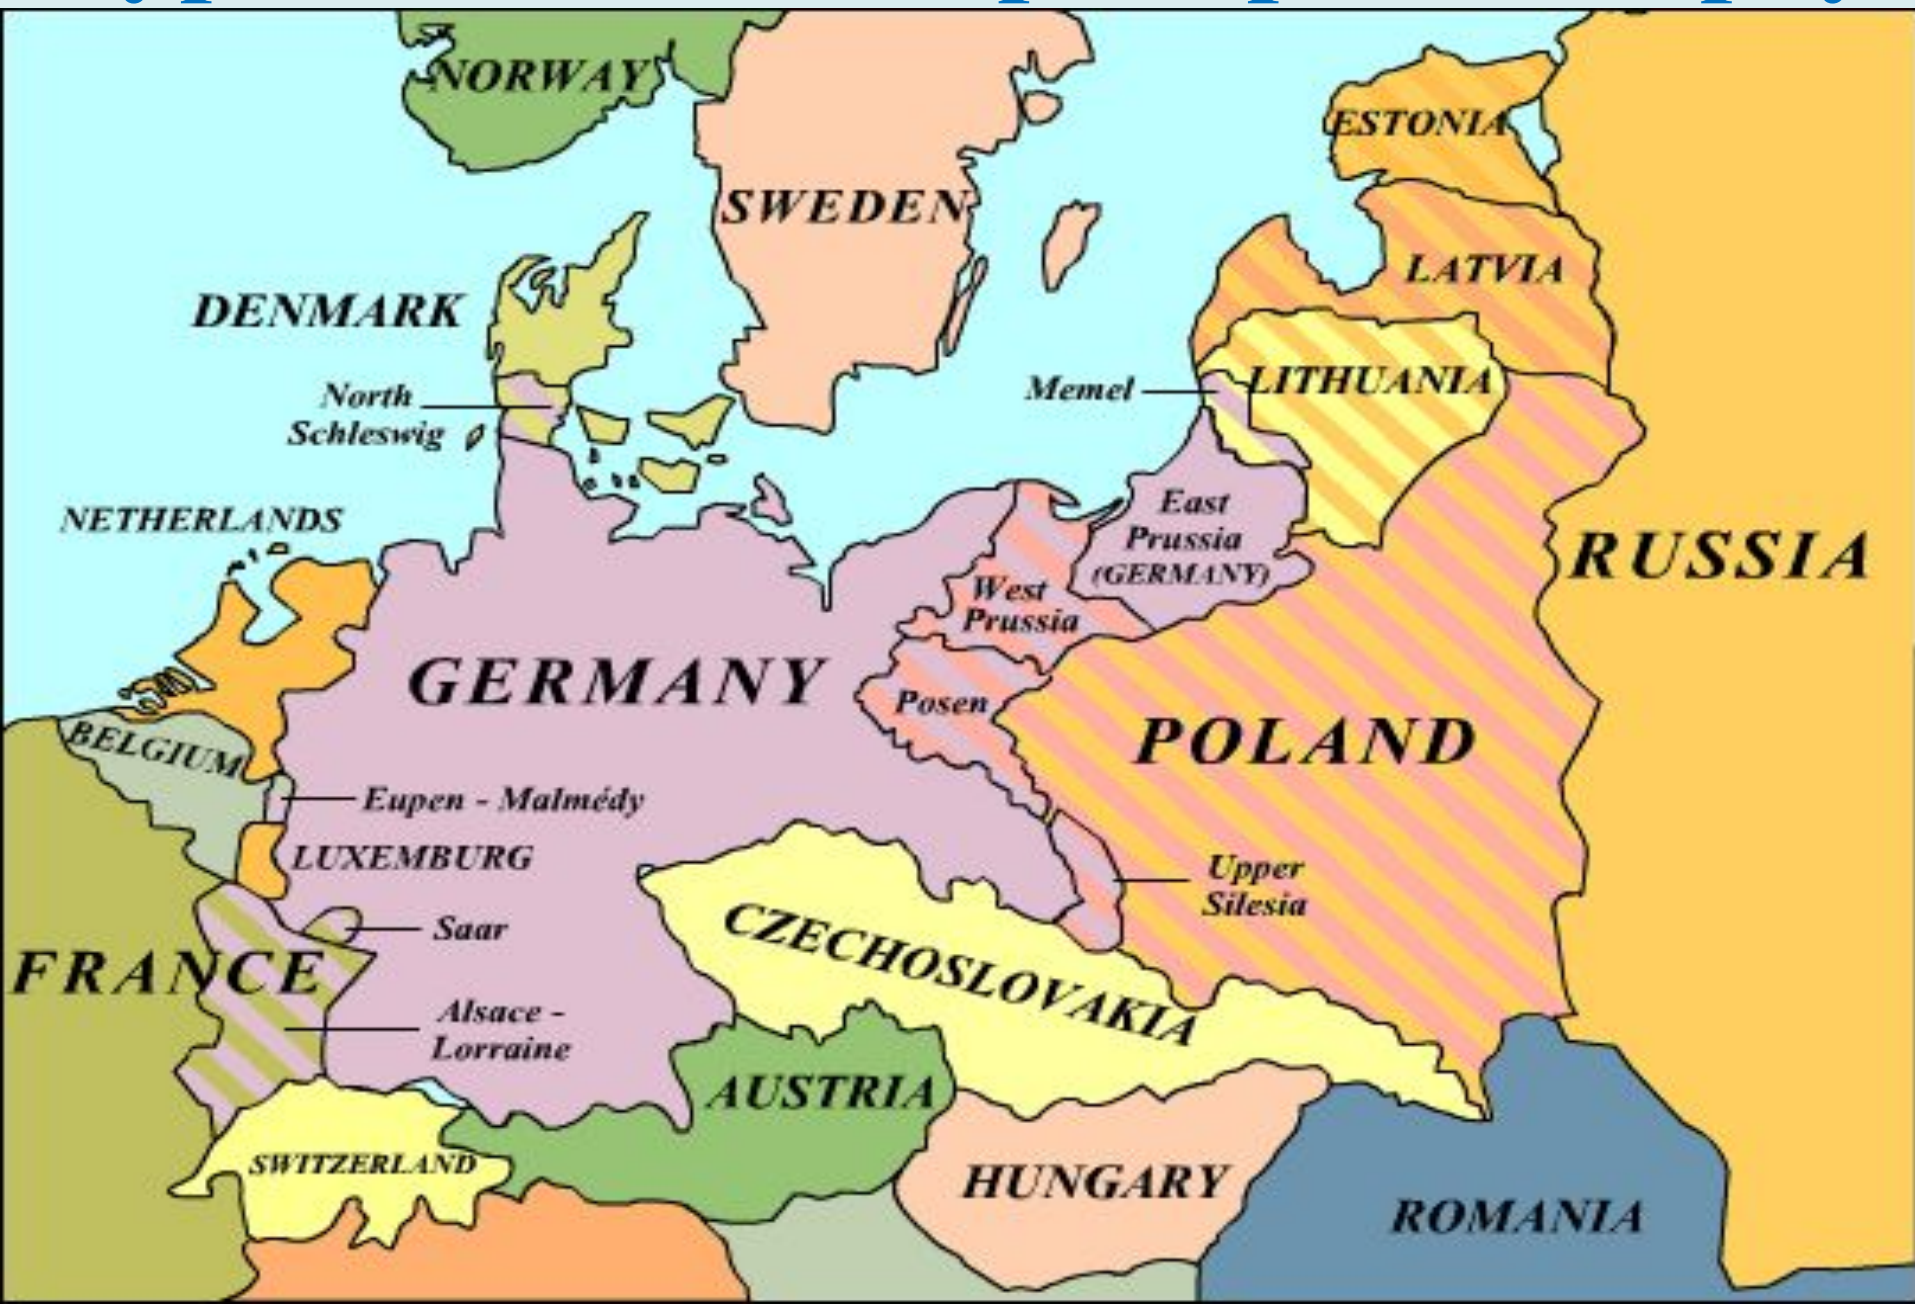 NORWAY
ESTONIA
SWEDEN
LATVIA
DENMARK
North
Schleswig
Memel
LITHUANIA
NETHERLANDS
East
Prussia
(GERMANY)
RUSSIA
West
Prussia
GERMANY
Posen
POLAND
BELGIUM
Eupen - Malmédy
LUXEMBURG
Upper
Silesia
Saar
CZECHOSLOVAKIA
FRANCE
Alsace -
Lorraine
AUSTRIA
SWITZERLAND
HUNGARY
ROMANIA